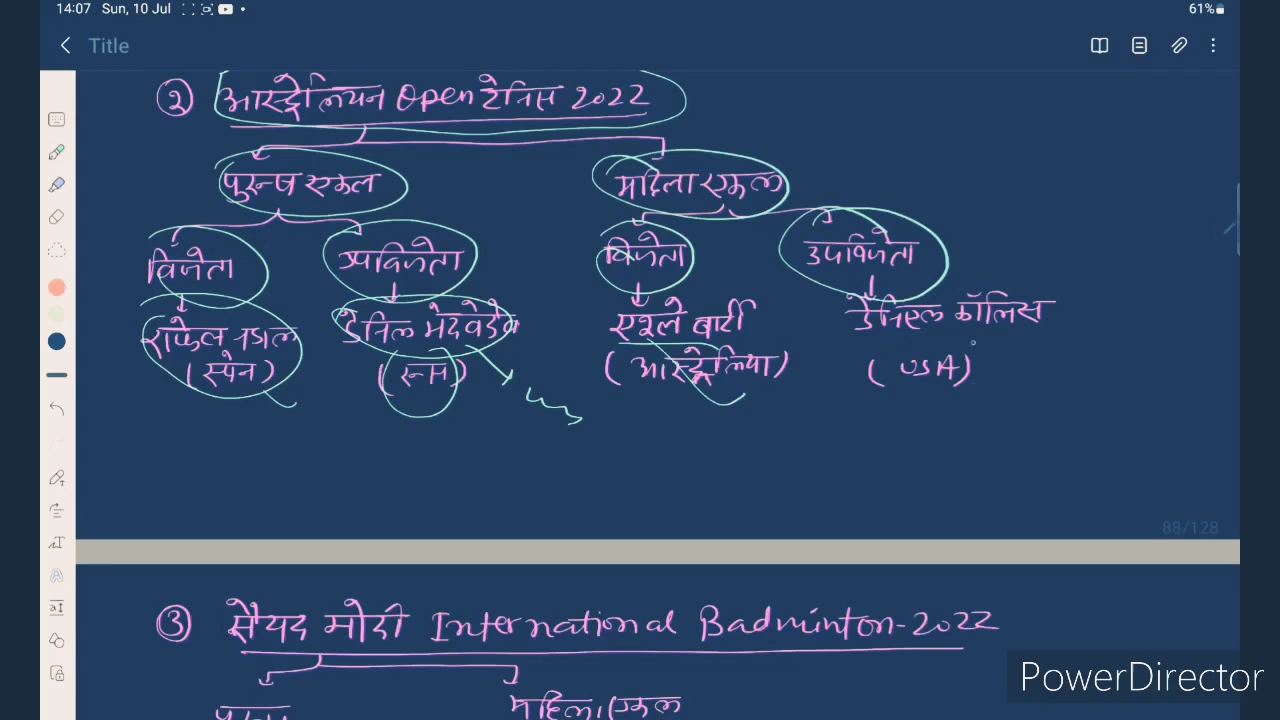 14:07 Sun, 10 Jul 61%
Title
② आस्ट्रेलियन Open टेनिस 2022
पुरुष एकल महिला एकल
विजेता उपविजेता विजेता उपविजेता
राफेल नडाल डेनिल मेदवेडेव एश्ले बार्टी डेनिएल कॉलिंस
(स्पेन) (रूस) (आस्ट्रेलिया) (USA)
88/128
③ सैयद मोदी International Badminton-2022
पुरुष महिला एकल
PowerDirector